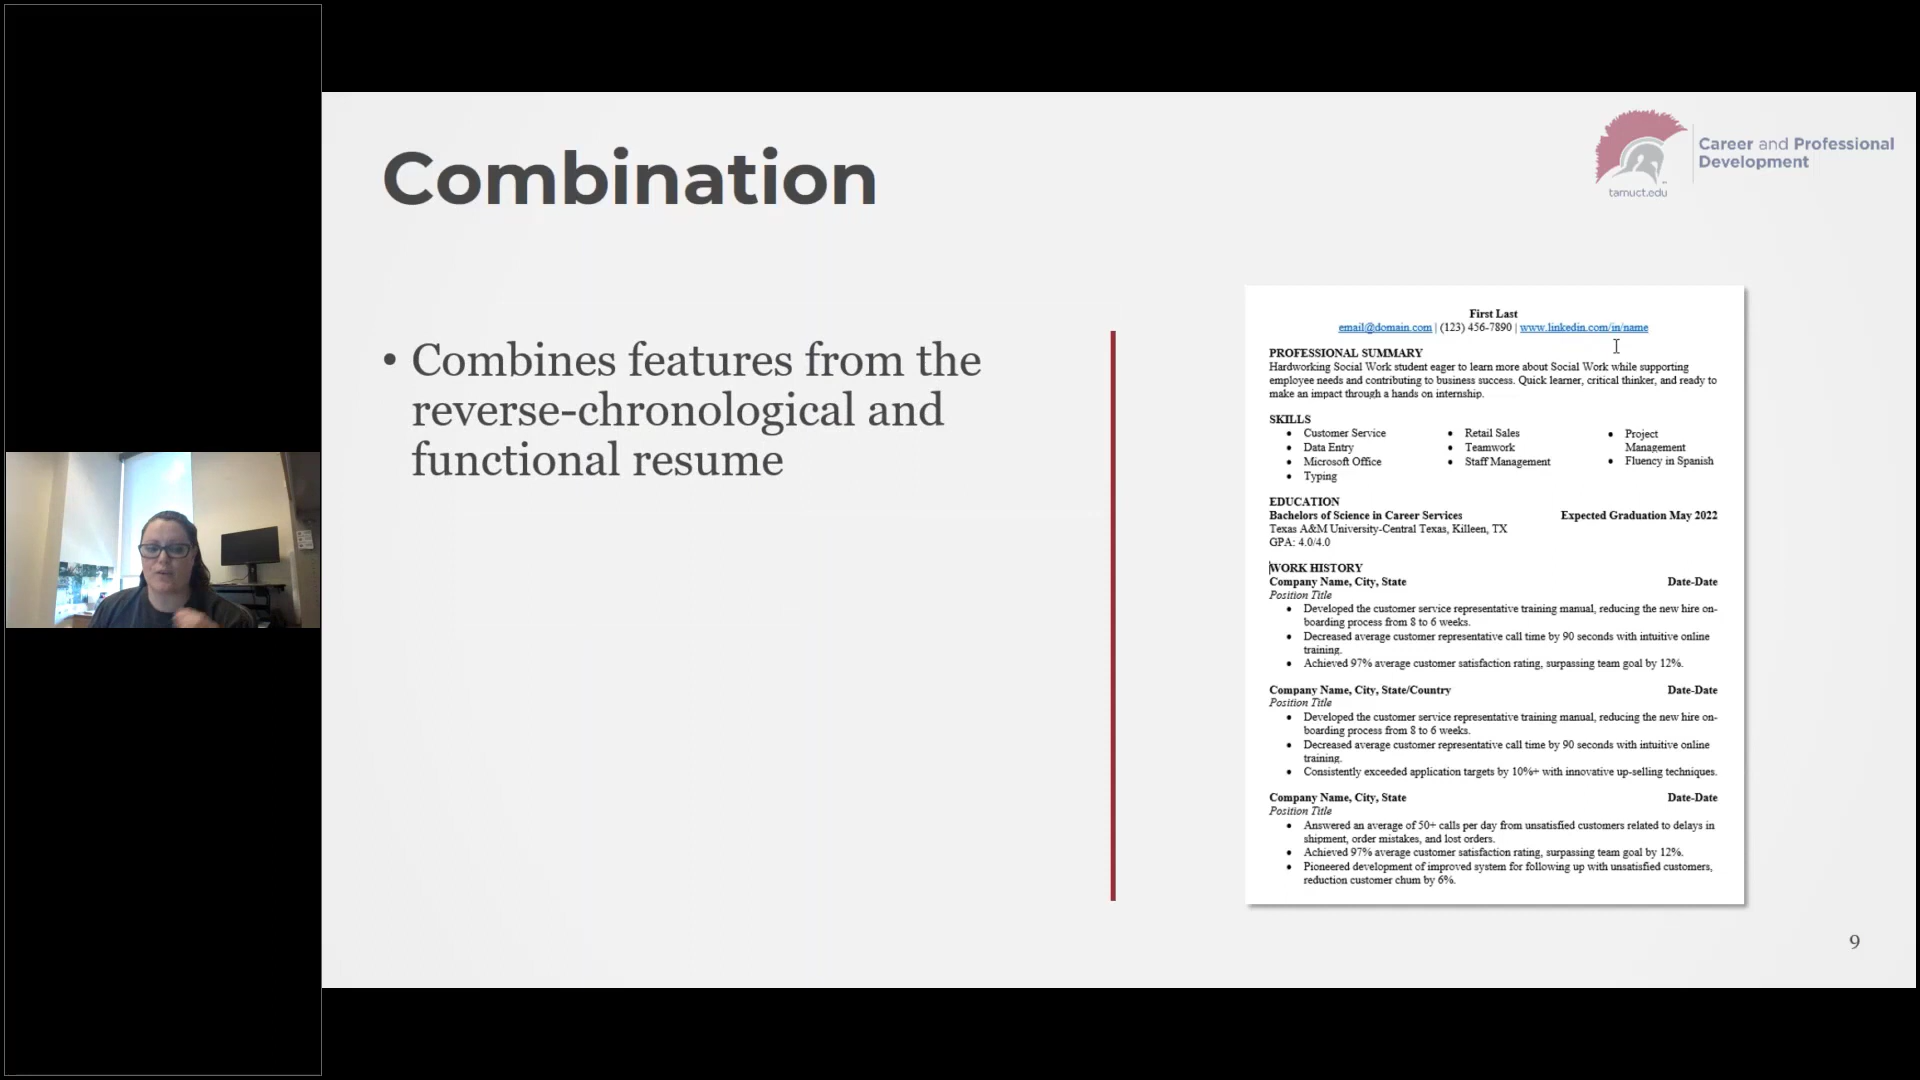 Combination
Career and Professional
Development
tamuct.edu
• Combines features from the
reverse-chronological and
functional resume
First Last
email@domain.com | (123) 456-7890 | www.linkedin.com/in/name
PROFESSIONAL SUMMARY
Hardworking Social Work student eager to learn more about Social Work while supporting
employee needs and contributing to business success. Quick learner, critical thinker, and ready to
make an impact through a hands on internship.
SKILLS
• Customer Service
• Data Entry
• Microsoft Office
• Typing
• Retail Sales
• Teamwork
• Staff Management
• Project
Management
• Fluency in Spanish
EDUCATION
Bachelors of Science in Career Services Expected Graduation May 2022
Texas A&M University-Central Texas, Killeen, TX
GPA: 4.0/4.0
WORK HISTORY
Company Name, City, State Date-Date
Position Title
• Developed the customer service representative training manual, reducing the new hire on-
boarding process from 8 to 6 weeks.
• Decreased average customer representative call time by 90 seconds with intuitive online
training.
• Achieved 97% average customer satisfaction rating, surpassing team goal by 12%.
Company Name, City, State/Country Date-Date
Position Title
• Developed the customer service representative training manual, reducing the new hire on-
boarding process from 8 to 6 weeks.
• Decreased average customer representative call time by 90 seconds with intuitive online
training.
• Consistently exceeded application targets by 10%+ with innovative up-selling techniques.
Company Name, City, State Date-Date
Position Title
• Answered an average of 50+ calls per day from unsatisfied customers related to delays in
shipment, order mistakes, and lost orders.
• Achieved 97% average customer satisfaction rating, surpassing team goal by 12%.
• Pioneered development of improved system for following up with unsatisfied customers,
reduction customer churn by 6%.
9